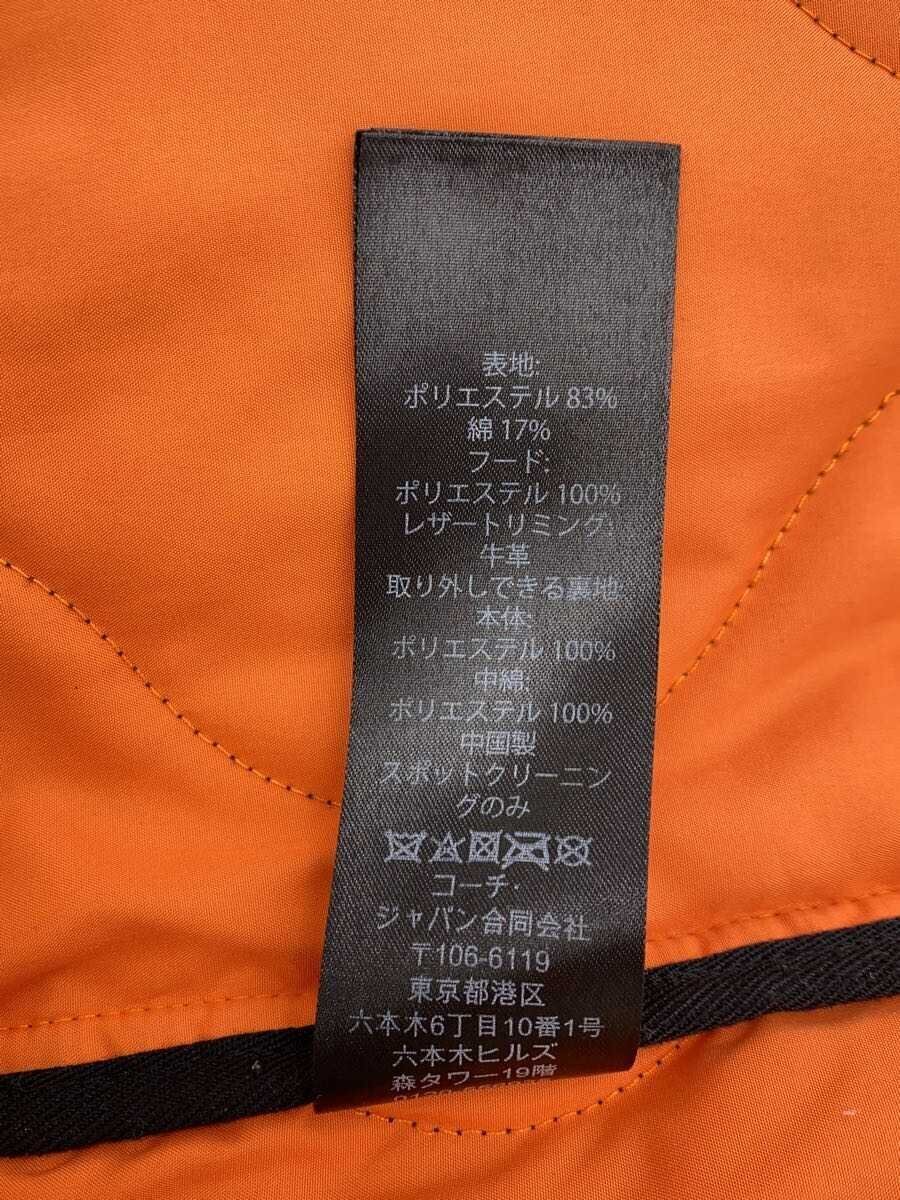 表地:
ポリエステル 83%
綿 17%
フード:
ポリエステル 100%
レザートリミング:
牛革
取り外しできる裏地
本体:
ポリエステル 100%
中綿:
ポリエステル 100%
中国製
スポットクリーニン
グのみ
コーチ・
ジャパン合同会社
〒106-6119
東京都港区
六本木6丁目10番1号
六本木ヒルズ
森タワー19階